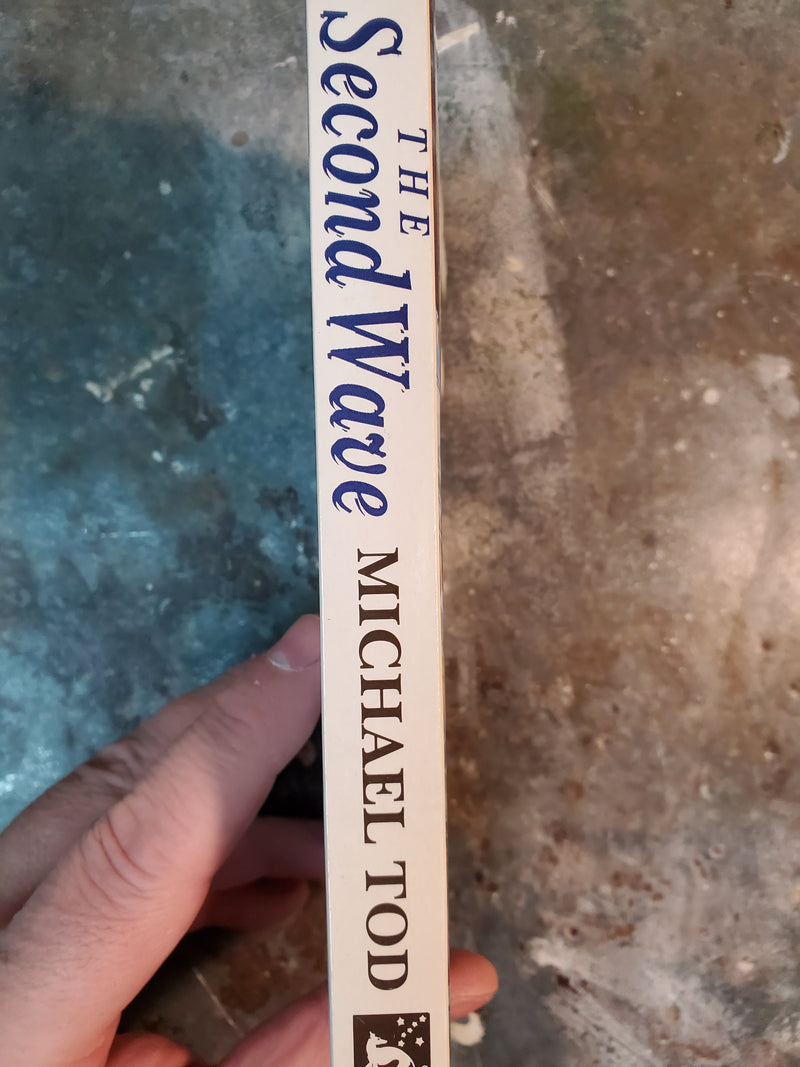 THE
Second Wave
MICHAEL TOD